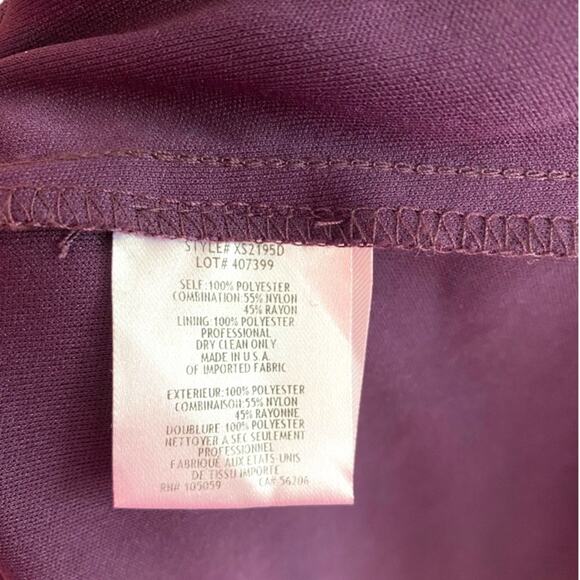 STYLE# XS2195D
LOT# 407399
SELF:100% POLYESTER
COMBINATION:55% NYLON
45% RAYON
LINING:100% POLYESTER
PROFESSIONAL
DRY CLEAN ONLY
MADE IN U.S.A.
OF IMPORTED FABRIC
EXTERIEUR:100% POLYESTER
COMBINAISON:55% NYLON
45% RAYONNE
DOUBLURE 100% POLYESTER
NETTOYER A SEC SEULEMENT
PROFESSIONNEL
FABRIQUE AUX ETATS-UNIS
DE TISSU IMPORTE
RN# 105059 CA# 56206